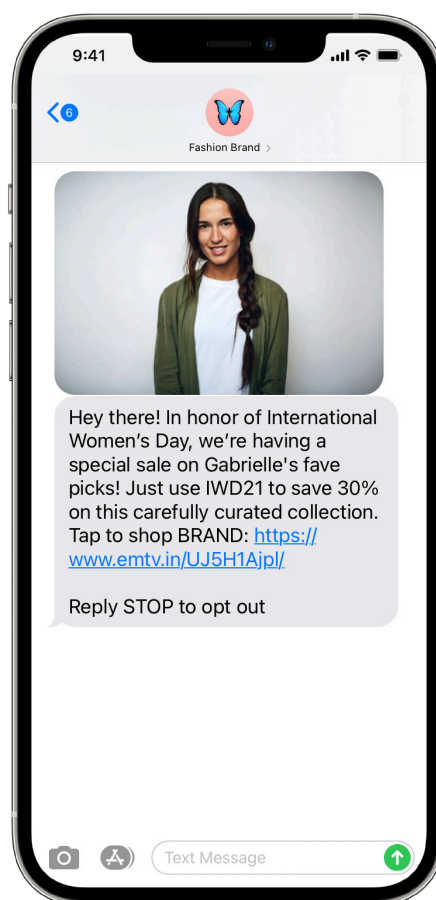 9:41
6
Fashion Brand
Hey there! In honor of International
Women’s Day, we’re having a
special sale on Gabrielle's fave
picks! Just use IWD21 to save 30%
on this carefully curated collection.
Tap to shop BRAND: https://
www.emtv.in/UJ5H1Ajpl/
Reply STOP to opt out
Text Message